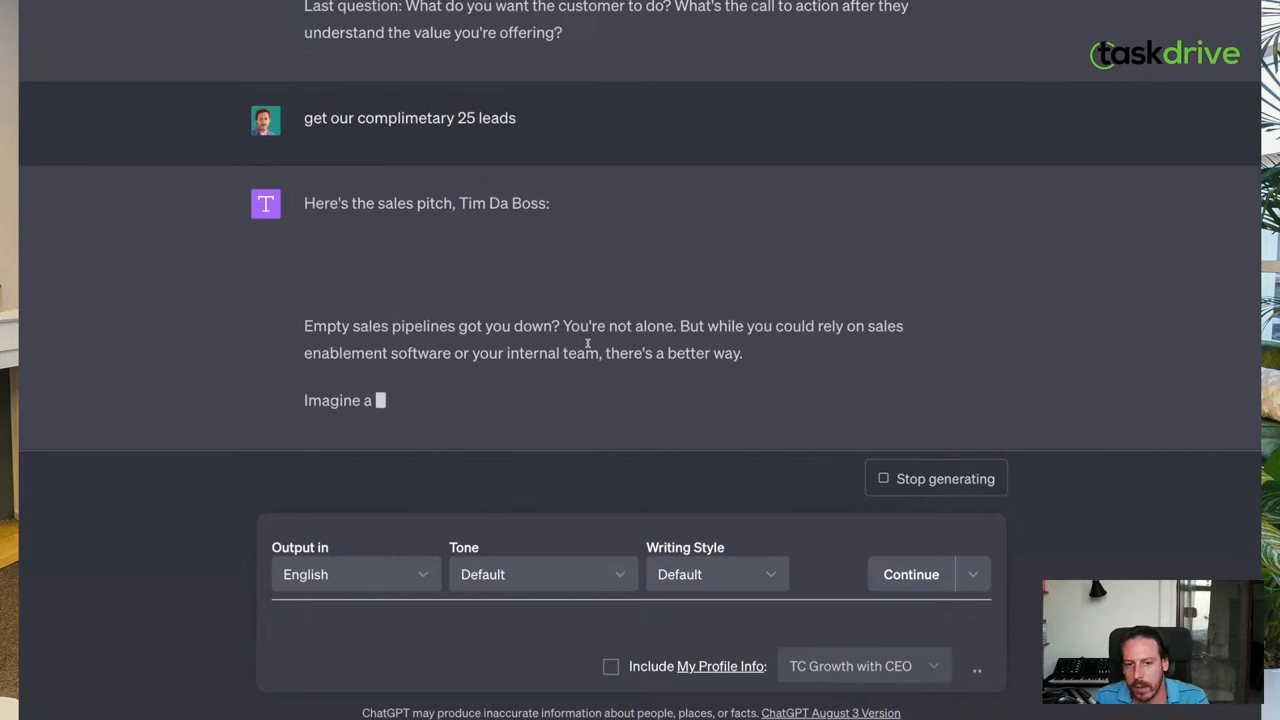 Last question: What do you want the customer to do? What's the call to action after they
understand the value you're offering?
taskdrive
get our complimetary 25 leads
T
Here's the sales pitch, Tim Da Boss:
Empty sales pipelines got you down? You're not alone. But while you could rely on sales
enablement software or your internal team, there's a better way.
Imagine a
Stop generating
Output in
Tone
Writing Style
English
Default
Default
Continue
Include My Profile Info:
TC Growth with CEO
ChatGPT may produce inaccurate information about people, places, or facts. ChatGPT August 3 Version